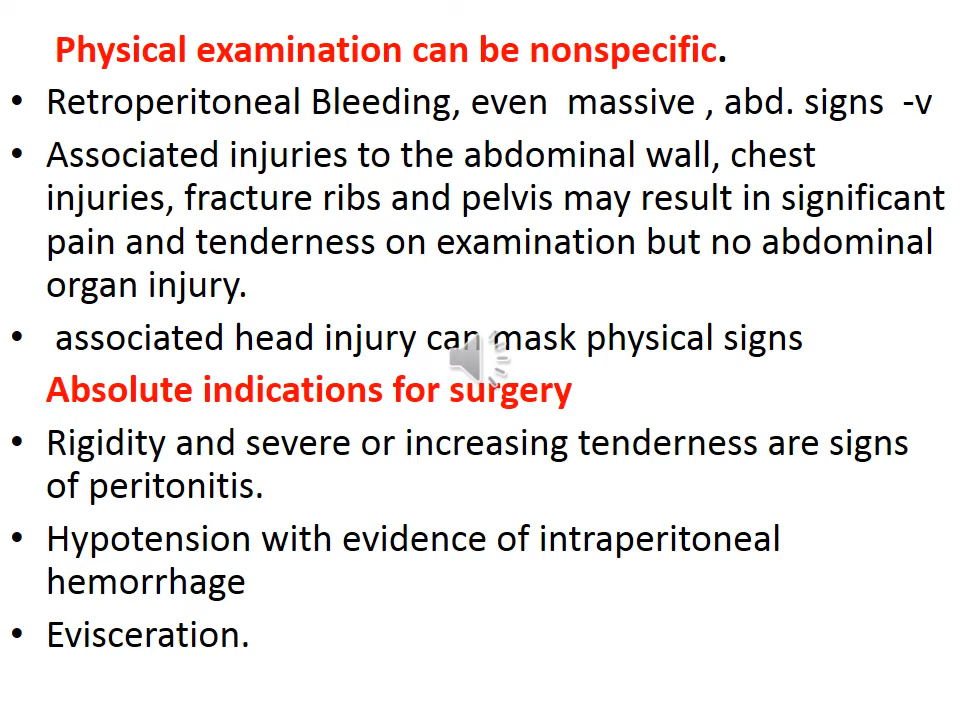 Physical examination can be nonspecific.
• Retroperitoneal Bleeding, even massive , abd. signs -v
• Associated injuries to the abdominal wall, chest
injuries, fracture ribs and pelvis may result in significant
pain and tenderness on examination but no abdominal
organ injury.
• associated head injury can mask physical signs
Absolute indications for surgery
• Rigidity and severe or increasing tenderness are signs
of peritonitis.
• Hypotension with evidence of intraperitoneal
hemorrhage
• Evisceration.